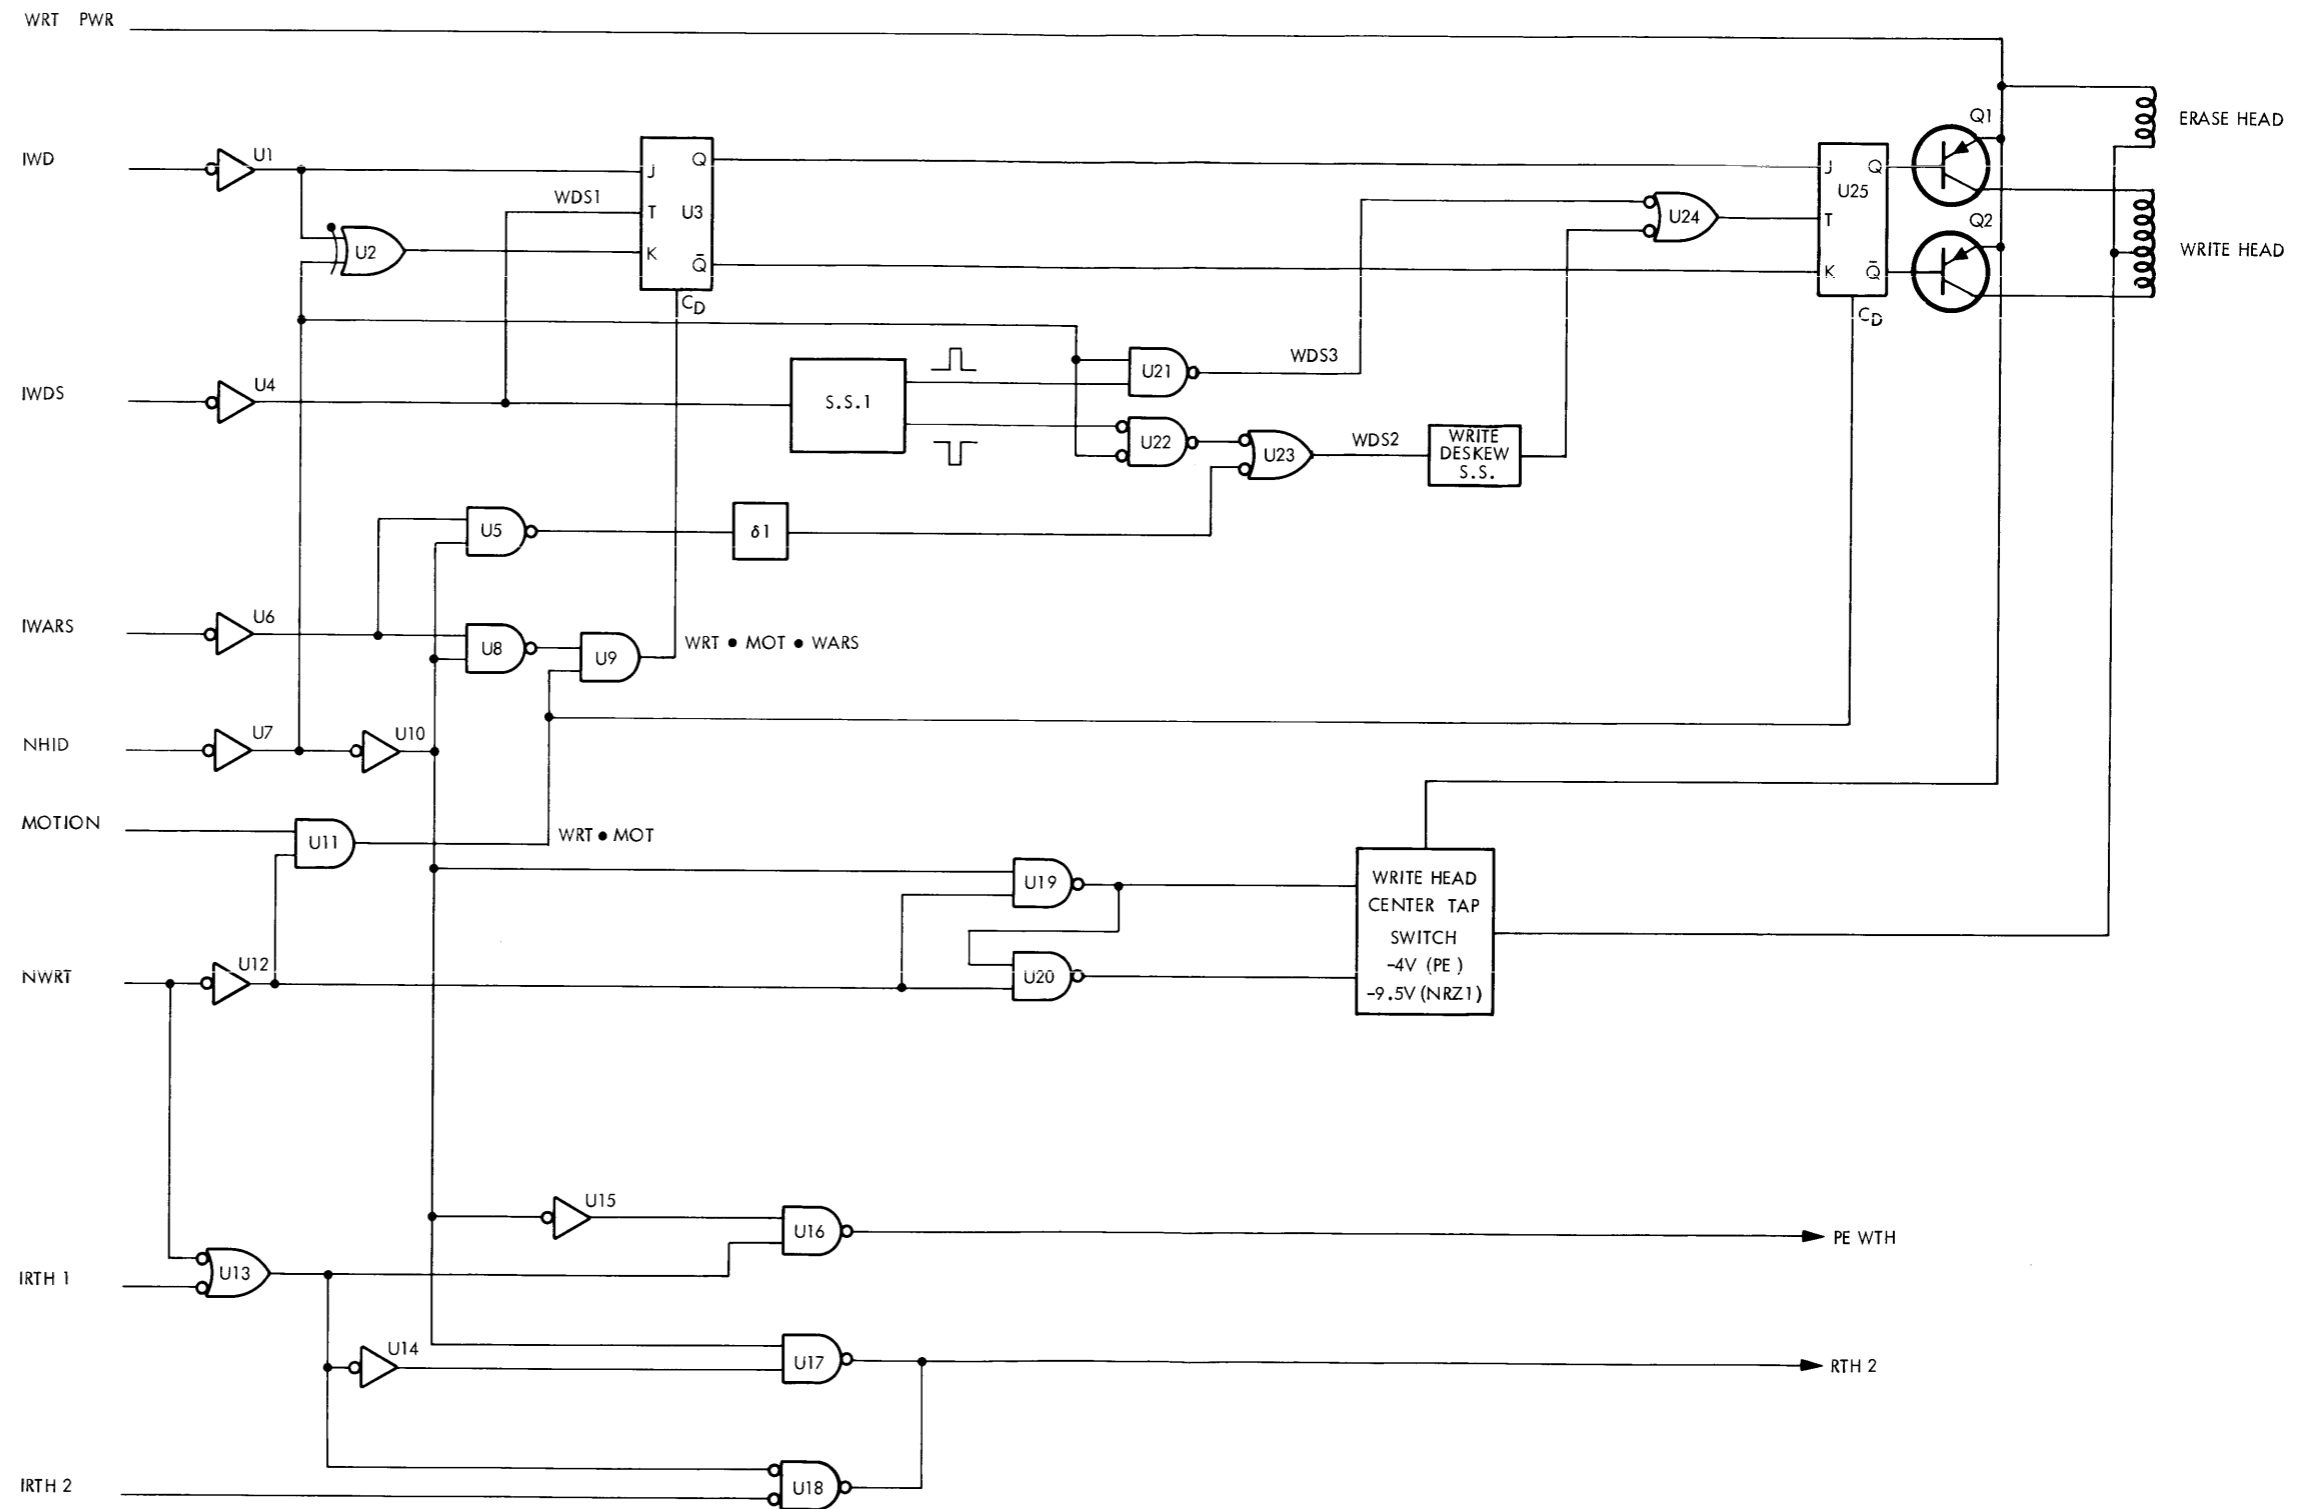 WRT PWR
Q1
ERASE HEAD
IWD
U1
J
Q
J
Q
WDS1
U25
T
U3
U24
T
Q2
U2
K
Q̅
K
Q̅
WRITE HEAD
CD
CD
WDS3
U21
IWDS
U4
S.S.1
U22
U23
WDS2
WRITE
DESKEW
S.S.
U5
δ1
IWARS
U6
U8
U9
WRT • MOT • WARS
NHID
U7
U10
MOTION
U11
WRT • MOT
U19
WRITE HEAD
CENTER TAP
SWITCH
-4V (PE)
-9.5V (NRZ1)
NWRT
U12
U20
U15
U16
PE WTH
IRTH 1
U13
U14
U17
RTH 2
IRTH 2
U18